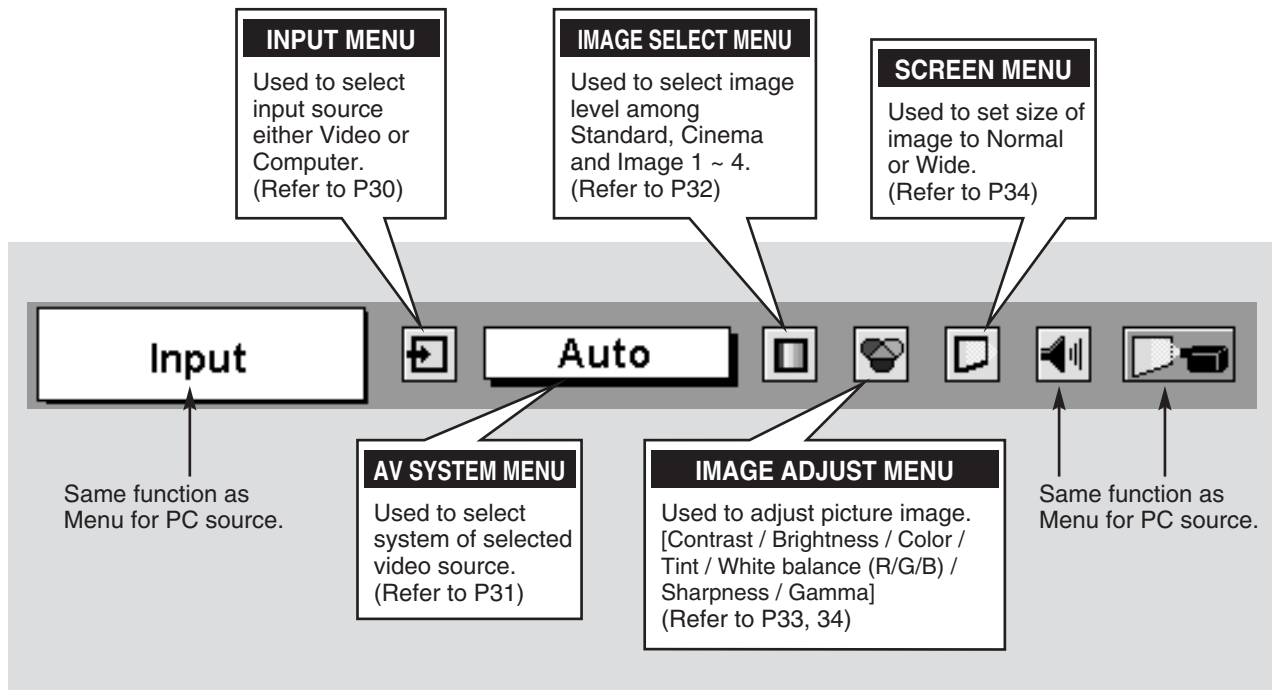 INPUT MENU
Used to select
input source
either Video or
Computer.
(Refer to P30)
IMAGE SELECT MENU
Used to select image
level among
Standard, Cinema
and Image 1 ~ 4.
(Refer to P32)
SCREEN MENU
Used to set size of
image to Normal
or Wide.
(Refer to P34)
Input
Auto
Same function as
Menu for PC source.
AV SYSTEM MENU
Used to select
system of selected
video source.
(Refer to P31)
IMAGE ADJUST MENU
Used to adjust picture image.
[Contrast / Brightness / Color /
Tint / White balance (R/G/B) /
Sharpness / Gamma]
(Refer to P33, 34)
Same function as
Menu for PC source.